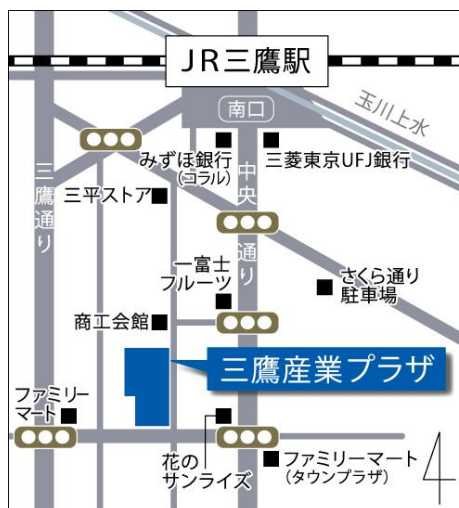 JR三鷹駅
南口
玉川上水
みずほ銀行
(コラル)
三菱東京UFJ銀行
三鷹通り
三平ストア
中央通り
一富士
フルーツ
さくら通り
駐車場
商工会館
三鷹産業プラザ
ファミリー
マート
花の
サンライズ
ファミリーマート
(タウンプラザ)